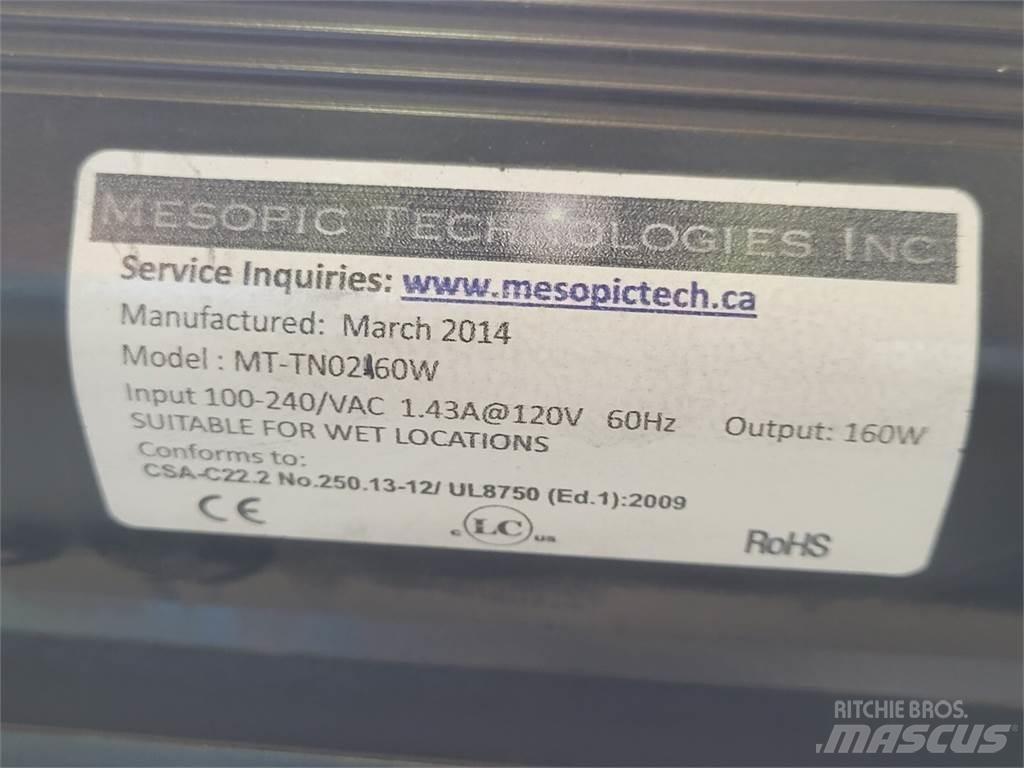 MESOPIC TECHNOLOGIES INC
Service Inquiries: www.mesopictech.ca
Manufactured: March 2014
Model : MT-TN02160W
Input 100-240/VAC 1.43A@120V 60Hz Output: 160W
SUITABLE FOR WET LOCATIONS
Conforms to:
CSA-C22.2 No.250.13-12/ UL8750 (Ed.1):2009
CE c LC us RoHS
RITCHIE BROS.
MASCUS